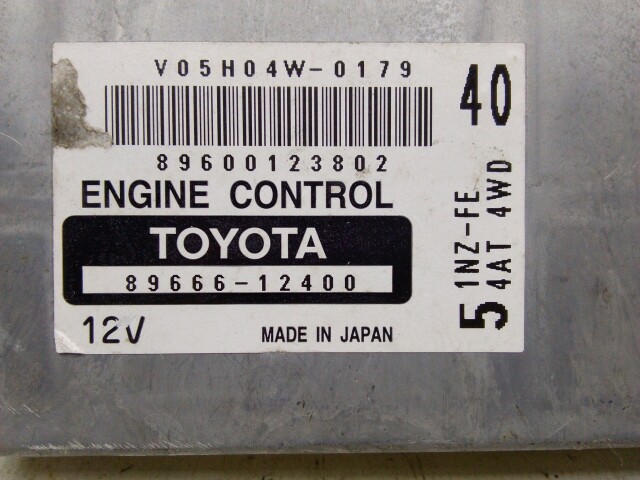 V05H04W-0179
89600123802
ENGINE CONTROL
TOYOTA
89666-12400
12V
MADE IN JAPAN
40
1NZ-FE
4AT 4WD
5